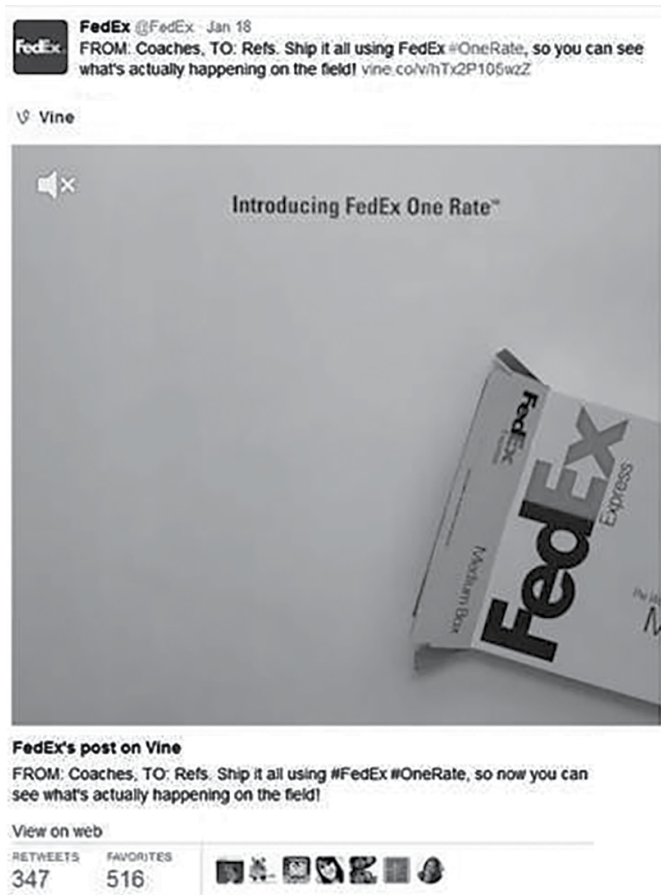 FedEx @FedEx · Jan 18
FedEx.
FROM: Coaches, TO: Refs. Ship it all using FedEx #OneRate, so you can see
what's actually happening on the field! vine.co/v/hTx2P105wzZ
Vine
Introducing FedEx One Rate℠
FedEx
Express
Medium Box
FedEx
Express
FedEx's post on Vine
FROM: Coaches, TO: Refs. Ship it all using #FedEx #OneRate, so now you can
see what's actually happening on the field!
View on web
RETWEETS FAVORITES
347 516